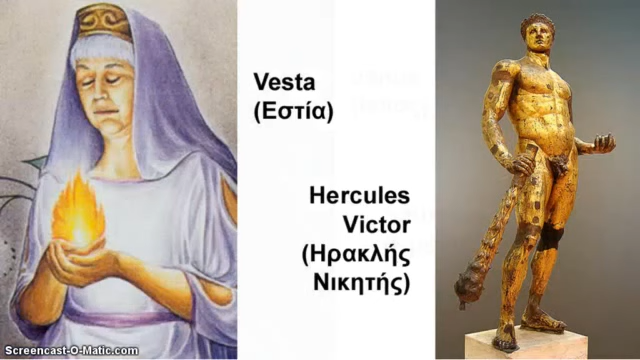 Vesta
(Εστία)
Hercules
Victor
(Ηρακλής
Νικητής)
Screencast-O-Matic.com